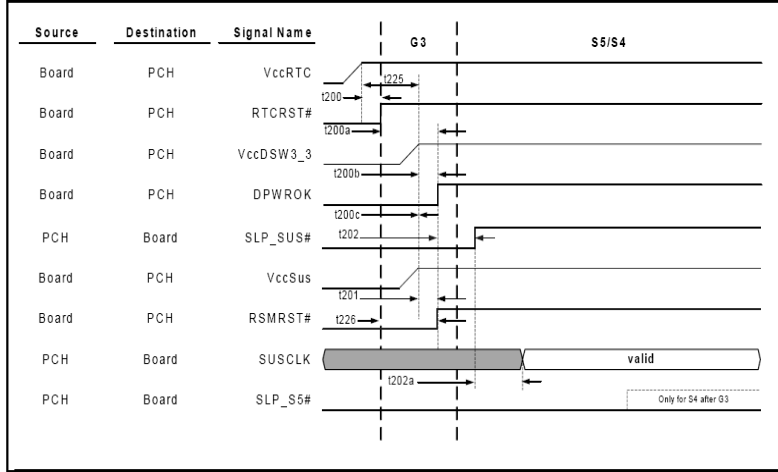 Source Destination Signal Name G3 S5/S4
Board PCH VccRTC t225
t200
Board PCH RTCRST#
t200a
Board PCH VccDSW3_3
t200b
Board PCH DPWROK
t200c
PCH Board SLP_SUS# t202
Board PCH VccSus
t201
Board PCH RSMRST# t226
PCH Board SUSCLK valid
t202a
PCH Board SLP_S5# Only for S4 after G3